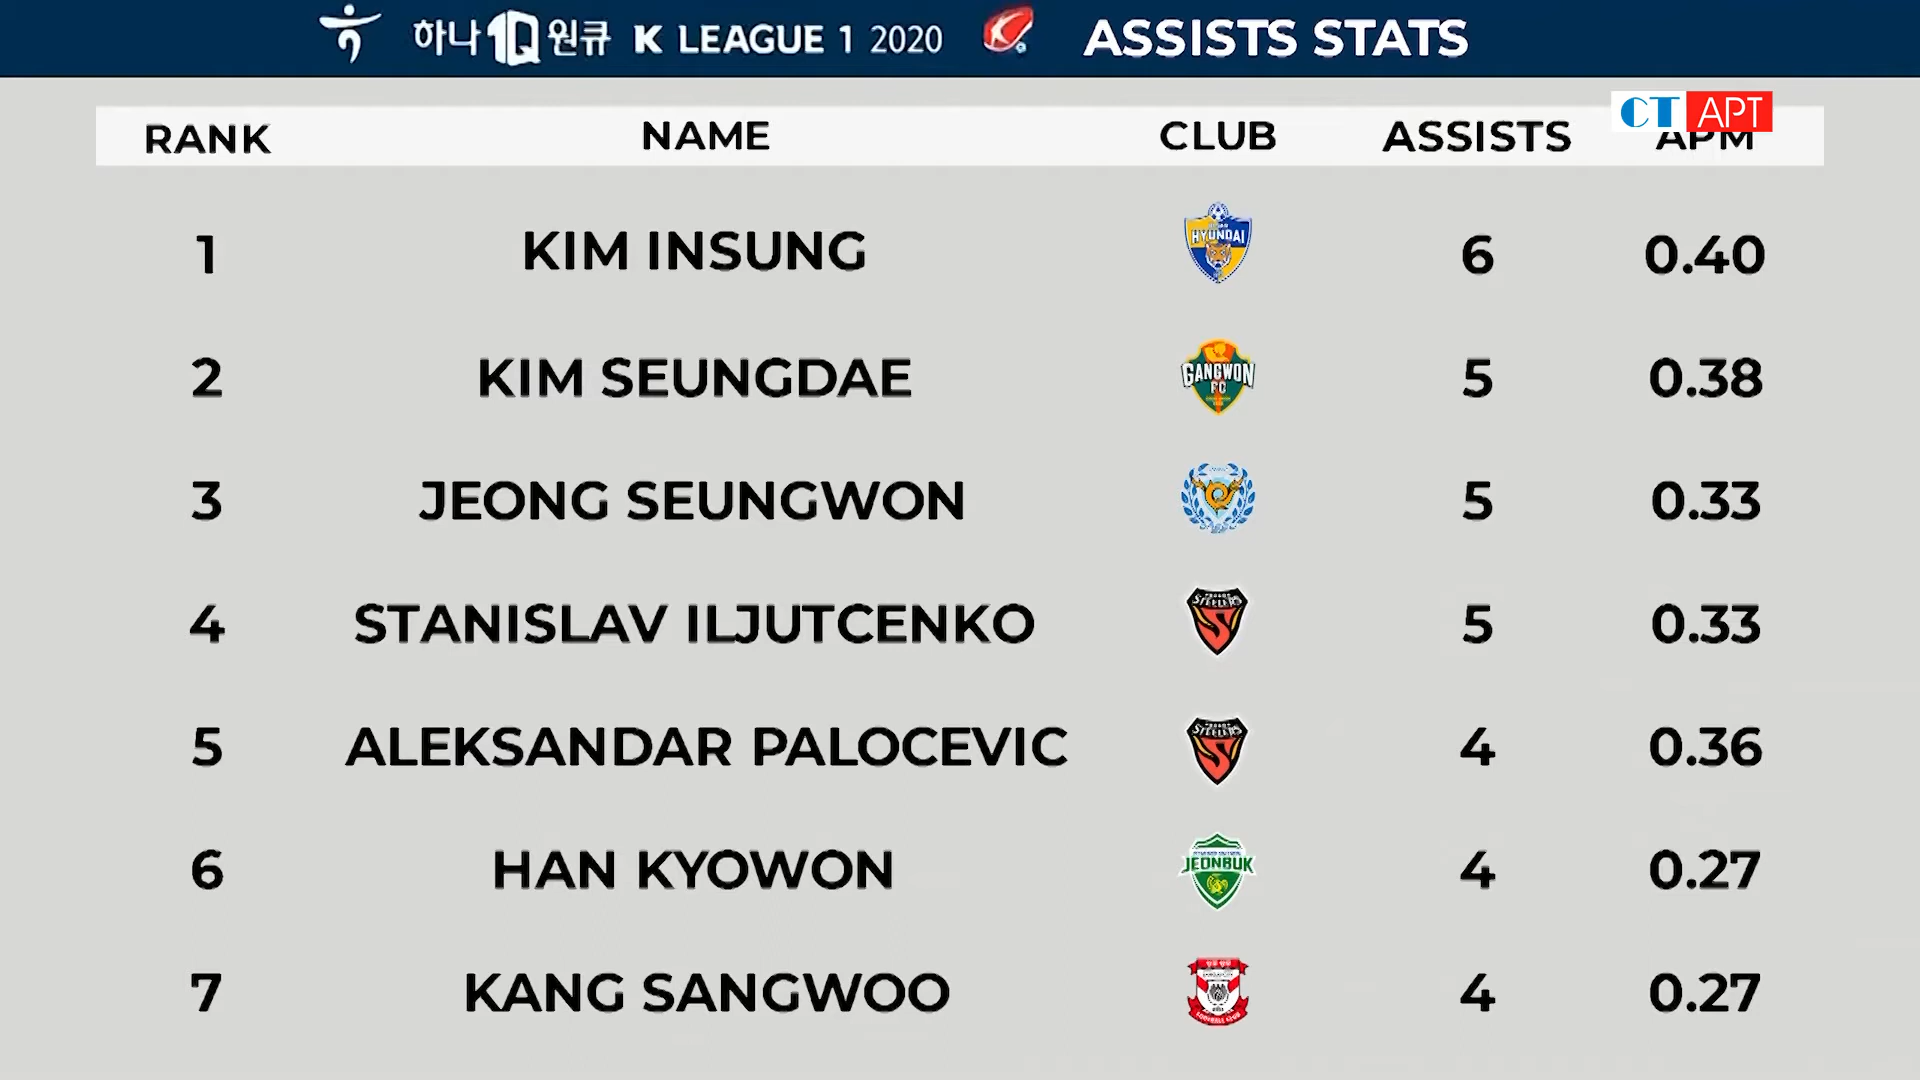 하나1Q원큐 K LEAGUE 1 2020 ASSISTS STATS
CT APT
RANK NAME CLUB ASSISTS APM
1 KIM INSUNG HYUNDAI 6 0.40
2 KIM SEUNGDAE GANGWON FC 5 0.38
3 JEONG SEUNGWON 5 0.33
4 STANISLAV ILJUTCENKO STEELERS 5 0.33
5 ALEKSANDAR PALOCEVIC STEELERS 4 0.36
6 HAN KYOWON JEONBUK 4 0.27
7 KANG SANGWOO 4 0.27